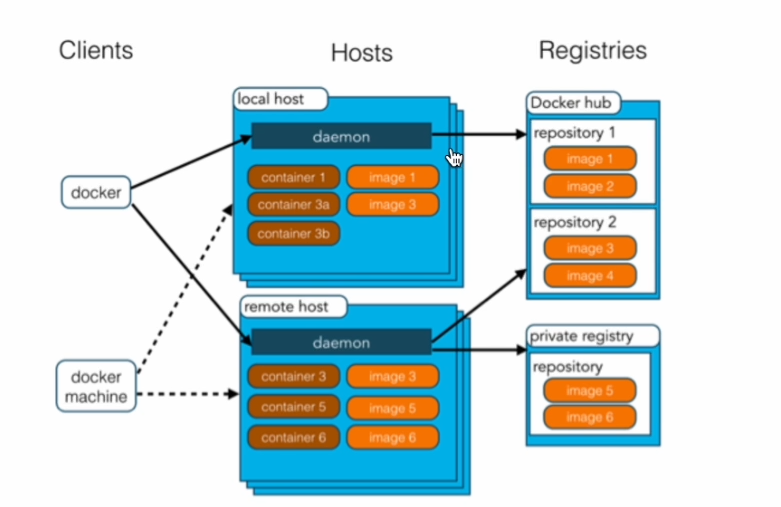 Clients
Hosts
Registries
docker
docker
machine
local host
daemon
container 1
image 1
container 3a
image 3
container 3b
remote host
daemon
container 3
image 3
container 5
image 5
container 6
image 6
Docker hub
repository 1
image 1
image 2
repository 2
image 3
image 4
private registry
repository
image 5
image 6